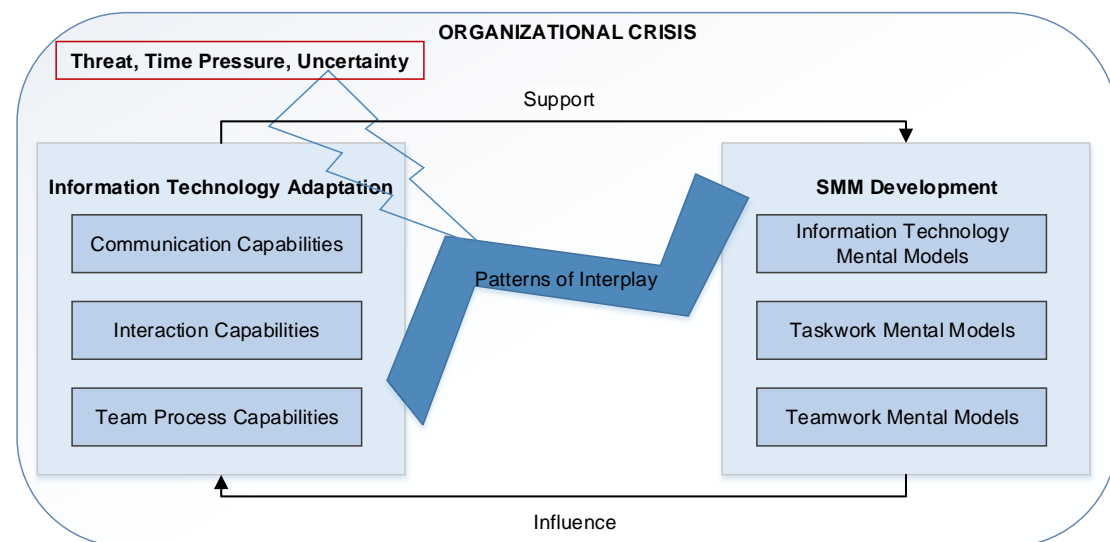 ORGANIZATIONAL CRISIS
Threat, Time Pressure, Uncertainty
Support
Information Technology Adaptation
Communication Capabilities
Interaction Capabilities
Team Process Capabilities
Patterns of Interplay
SMM Development
Information Technology
Mental Models
Taskwork Mental Models
Teamwork Mental Models
Influence